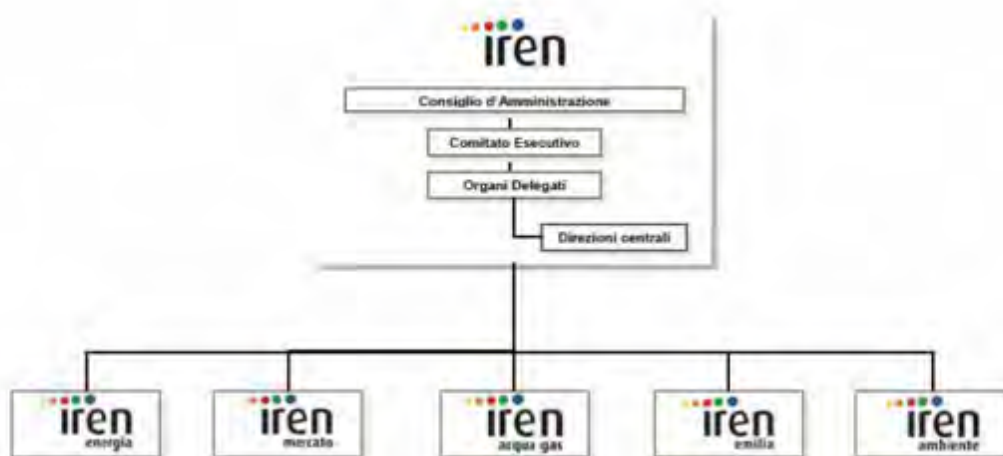 iren
Consiglio d'Amministrazione
Comitato Esecutivo
Organi Delegati
Direzioni centrali
iren
energia
iren
mercato
iren
acqua gas
iren
emilia
iren
ambiente